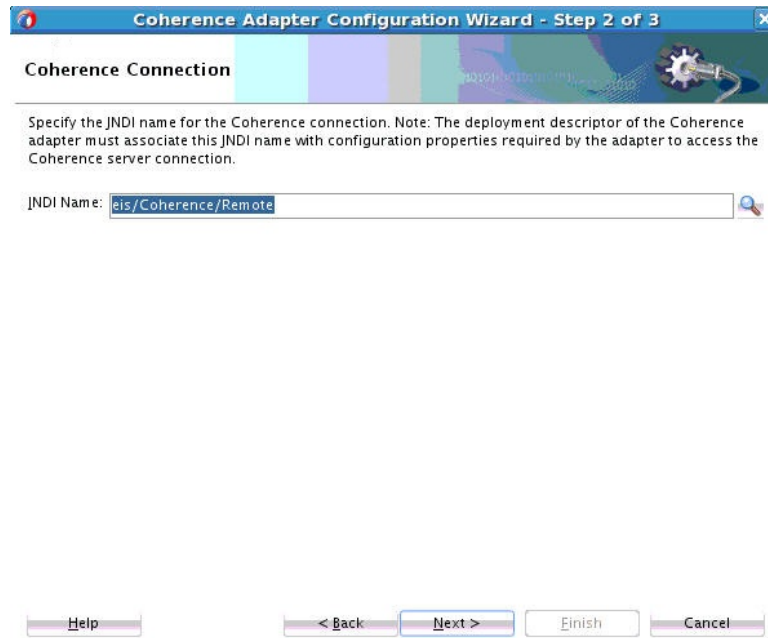 Coherence Adapter Configuration Wizard - Step 2 of 3
Coherence Connection
Specify the JNDI name for the Coherence connection. Note: The deployment descriptor of the Coherence
adapter must associate this JNDI name with configuration properties required by the adapter to access the
Coherence server connection.
JNDI Name: eis/Coherence/Remote
Help < Back Next > Finish Cancel